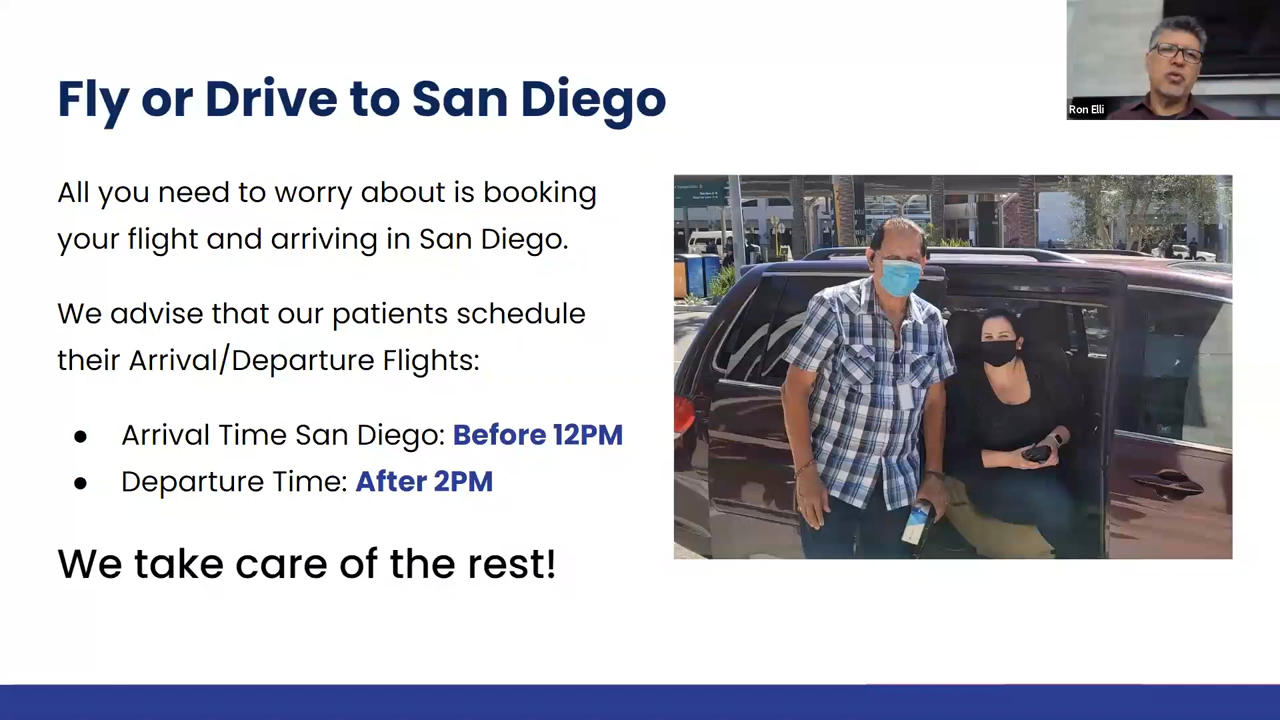 Fly or Drive to San Diego
Ron Elli
All you need to worry about is booking
your flight and arriving in San Diego.
We advise that our patients schedule
their Arrival/Departure Flights:
● Arrival Time San Diego: Before 12PM
● Departure Time: After 2PM
We take care of the rest!